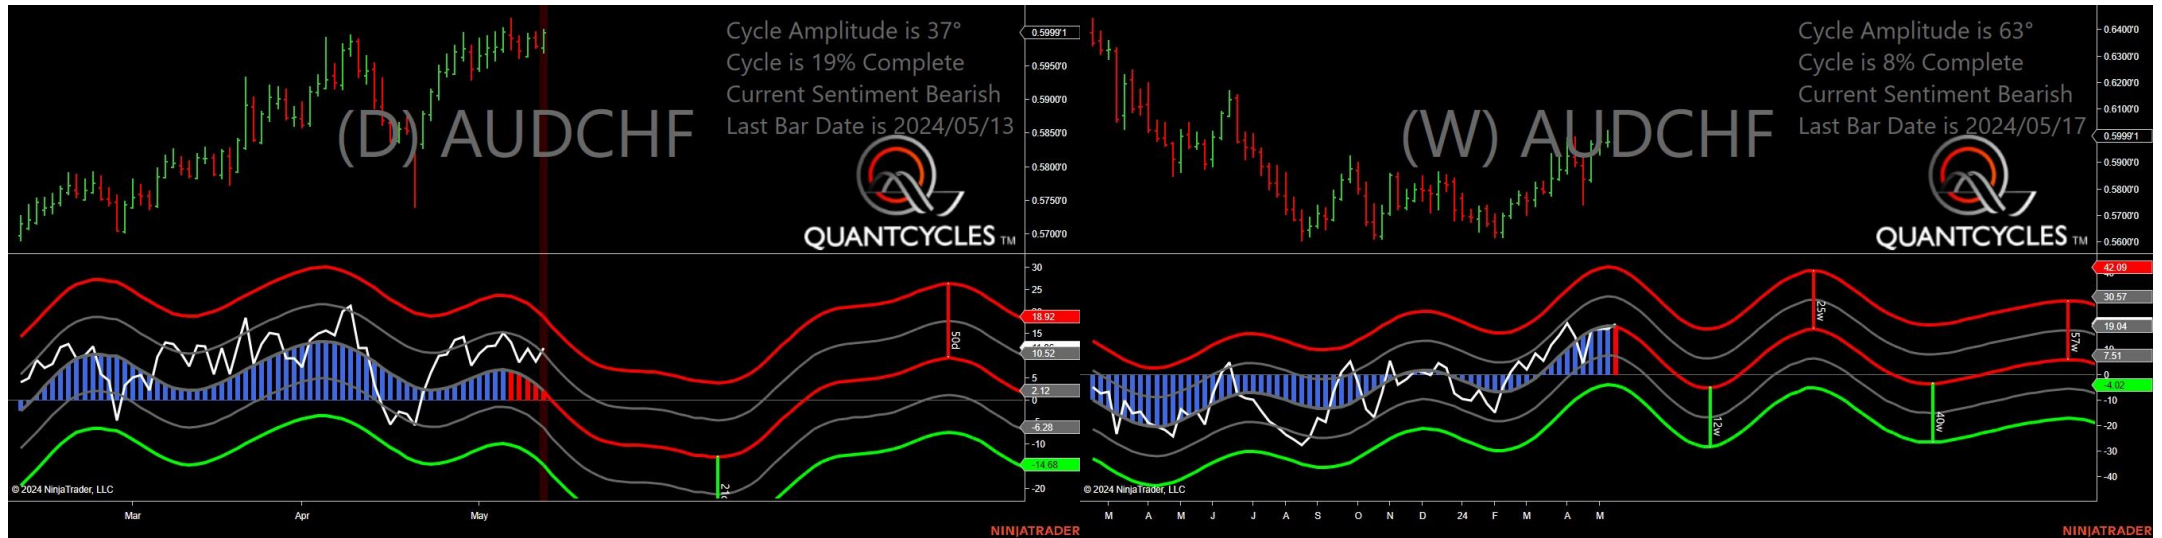 Cycle Amplitude is 37°
Cycle is 19% Complete
Current Sentiment Bearish
Last Bar Date is 2024/05/13
(D) AUDCHF
QUANTCYCLES TM
0.5999'1
0.5950'0
0.5900'0
0.5850'0
0.5800'0
0.5750'0
0.5700'0
30
25
18.92
15
10.52
5
2.12
0
-6.28
-10
-14.68
-20
50d
© 2024 NinjaTrader, LLC
Mar Apr May
NINJATRADER
Cycle Amplitude is 63°
Cycle is 8% Complete
Current Sentiment Bearish
Last Bar Date is 2024/05/17
(W) AUDCHF
QUANTCYCLES TM
0.6400'0
0.6300'0
0.6200'0
0.6100'0
0.5999'1
0.5900'0
0.5800'0
0.5700'0
0.5600'0
42.09
30.57
19.04
10
7.51
0
-4.02
-10
-20
-30
-40
12w
25w
40w
57w
© 2024 NinjaTrader, LLC
M A M J J A S O N D 24 F M A M
NINJATRADER